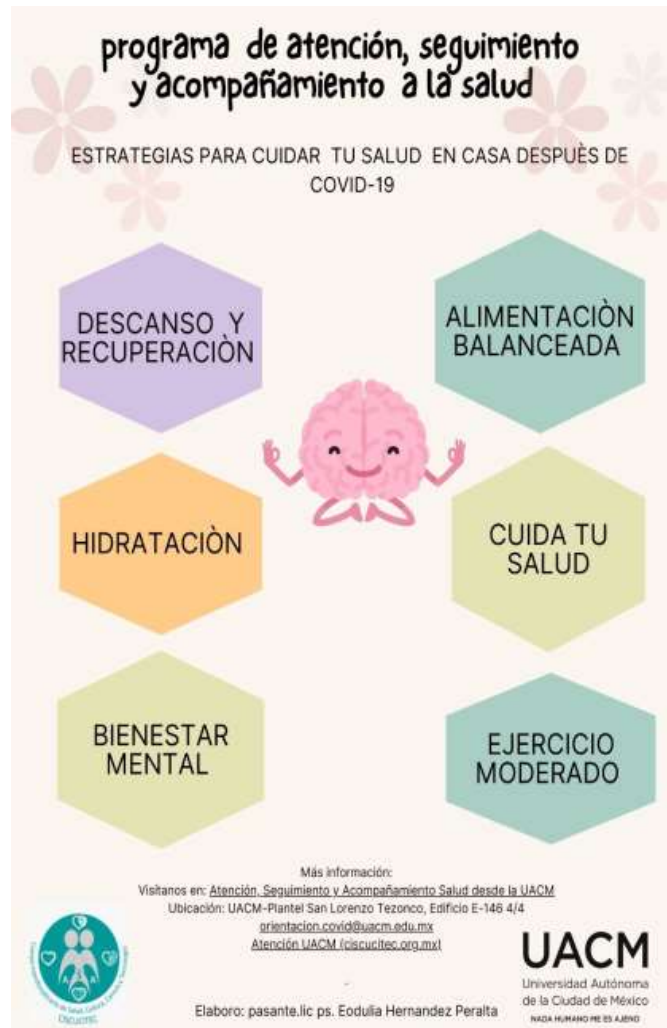 programa de atención, seguimiento
y acompañamiento a la salud
ESTRATEGIAS PARA CUIDAR TU SALUD EN CASA DESPUÈS DE
COVID-19
DESCANSO Y
RECUPERACIÒN
ALIMENTACIÒN
BALANCEADA
HIDRATACIÒN
CUIDA TU
SALUD
BIENESTAR
MENTAL
EJERCICIO
MODERADO
Más información:
Visítanos en: Atención, Seguimiento y Acompañamiento Salud desde la UACM
Ubicación: UACM-Plantel San Lorenzo Tezonco, Edificio E-146 4/4
orientacion.covid@uacm.edu.mx
Atención UACM (ciscucitec.org.mx)
CISCUCITEC
Elaboro: pasante.lic ps. Eodulia Hernandez Peralta
UACM
Universidad Autónoma
de la Ciudad de México
NADA HUMANO ME ES AJENO